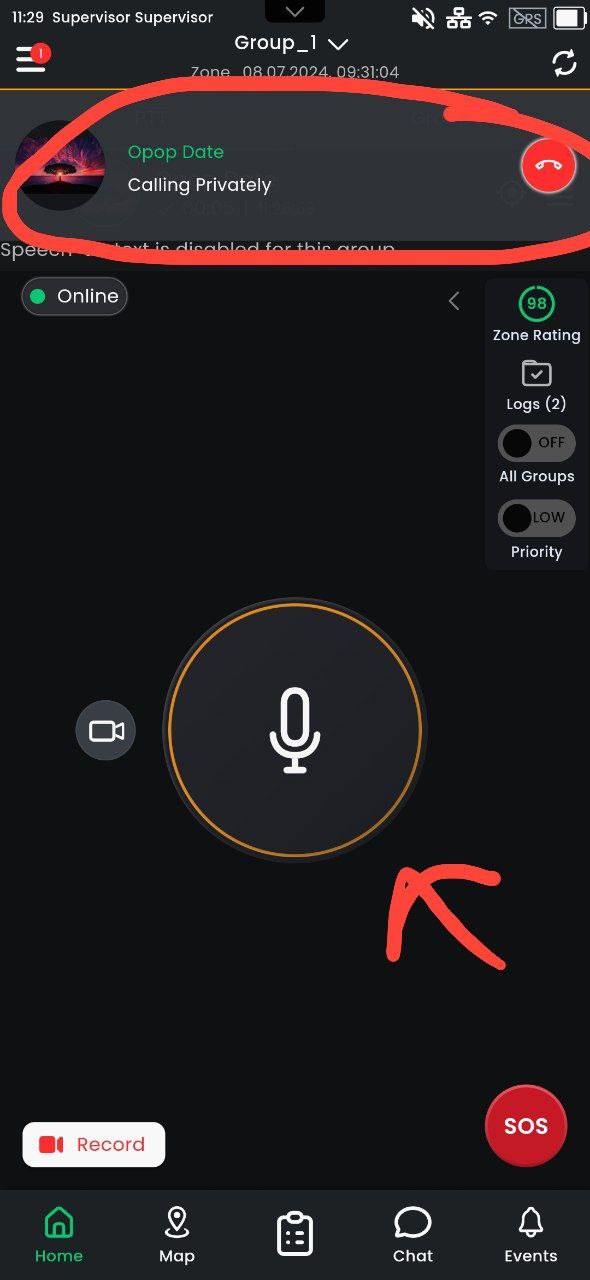 11:29 Supervisor Supervisor
GPS
1
Group_1
Zone 08.07.2024, 09:31:04
PTT
Opop Date
Calling Privately
Speech text is disabled for this group
Online
98
Zone Rating
Logs (2)
OFF
All Groups
LOW
Priority
SOS
Record
Home
Map
Chat
Events